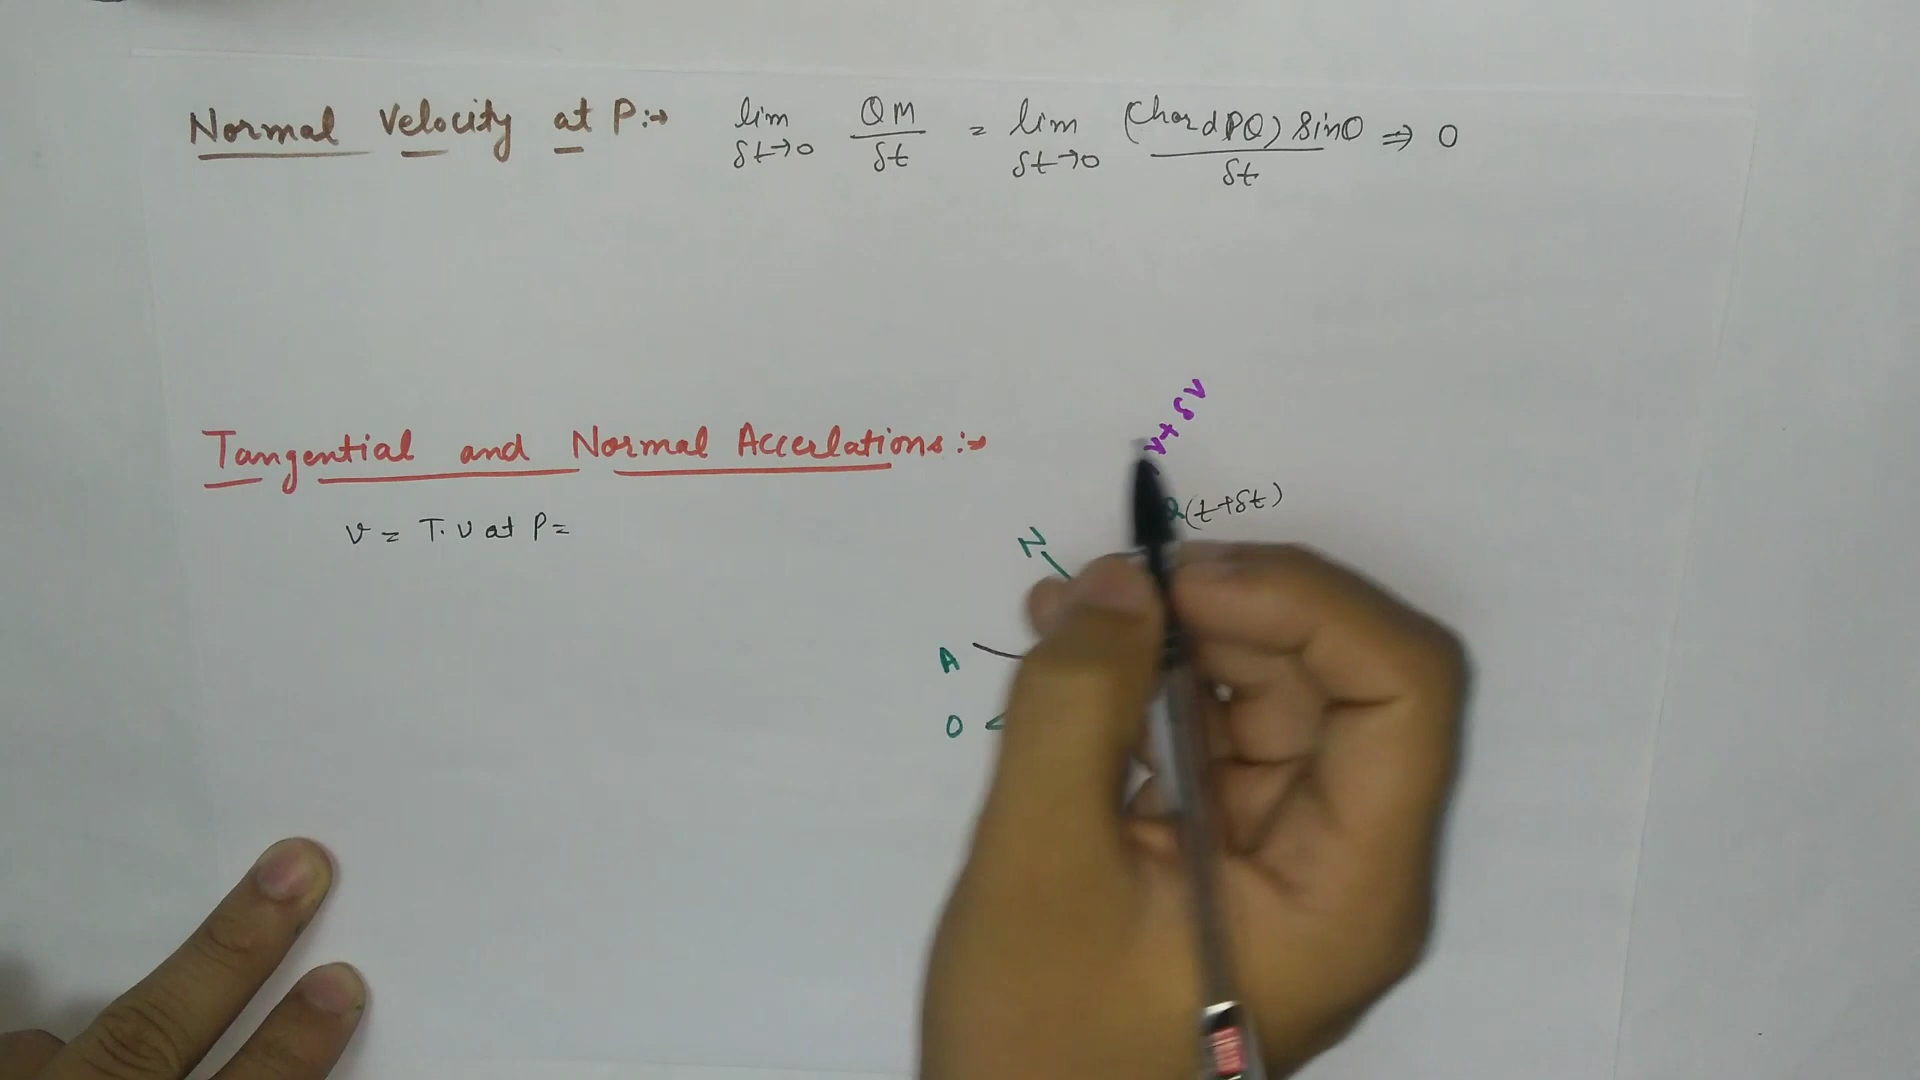 Normal Velocity at P:→ lim δt→0 QM/δt = lim δt→0 (Chord PQ) Sinθ/δt ⇒ 0
Tangential and Normal Accerlations:→
v = T. v at P =
v+δv
Q(t+δt)
N
A
O